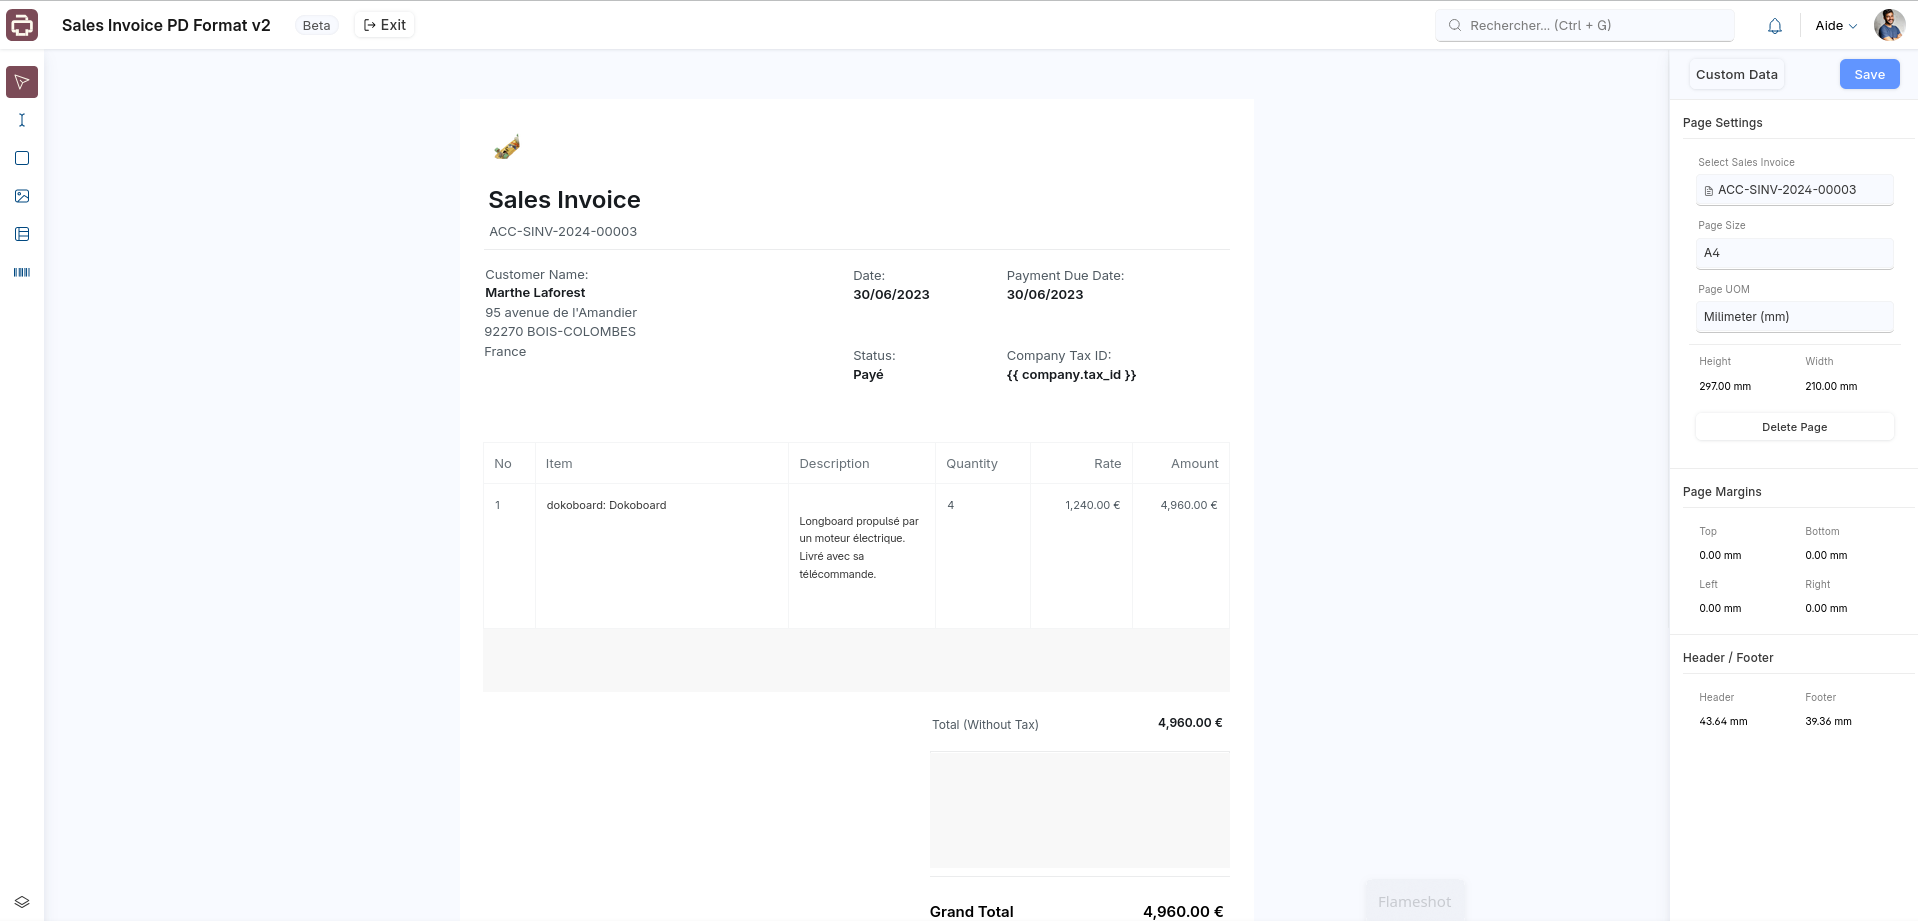 Sales Invoice PD Format v2
Beta
Exit
Rechercher... (Ctrl + G)
Aide
Custom Data
Save
Sales Invoice
ACC-SINV-2024-00003
Customer Name:
Marthe Laforest
95 avenue de l'Amandier
92270 BOIS-COLOMBES
France
Date:
30/06/2023
Payment Due Date:
30/06/2023
Status:
Payé
Company Tax ID:
{{ company.tax_id }}
No Item Description Quantity Rate Amount
1 dokoboard: Dokoboard 4 1,240.00 € 4,960.00 €
Longboard propulsé par
un moteur électrique.
Livré avec sa
télécommande.
Total (Without Tax) 4,960.00 €
Grand Total 4,960.00 €
Flameshot
Page Settings
Select Sales Invoice
ACC-SINV-2024-00003
Page Size
A4
Page UOM
Milimeter (mm)
Height Width
297.00 mm 210.00 mm
Delete Page
Page Margins
Top Bottom
0.00 mm 0.00 mm
Left Right
0.00 mm 0.00 mm
Header / Footer
Header Footer
43.64 mm 39.36 mm